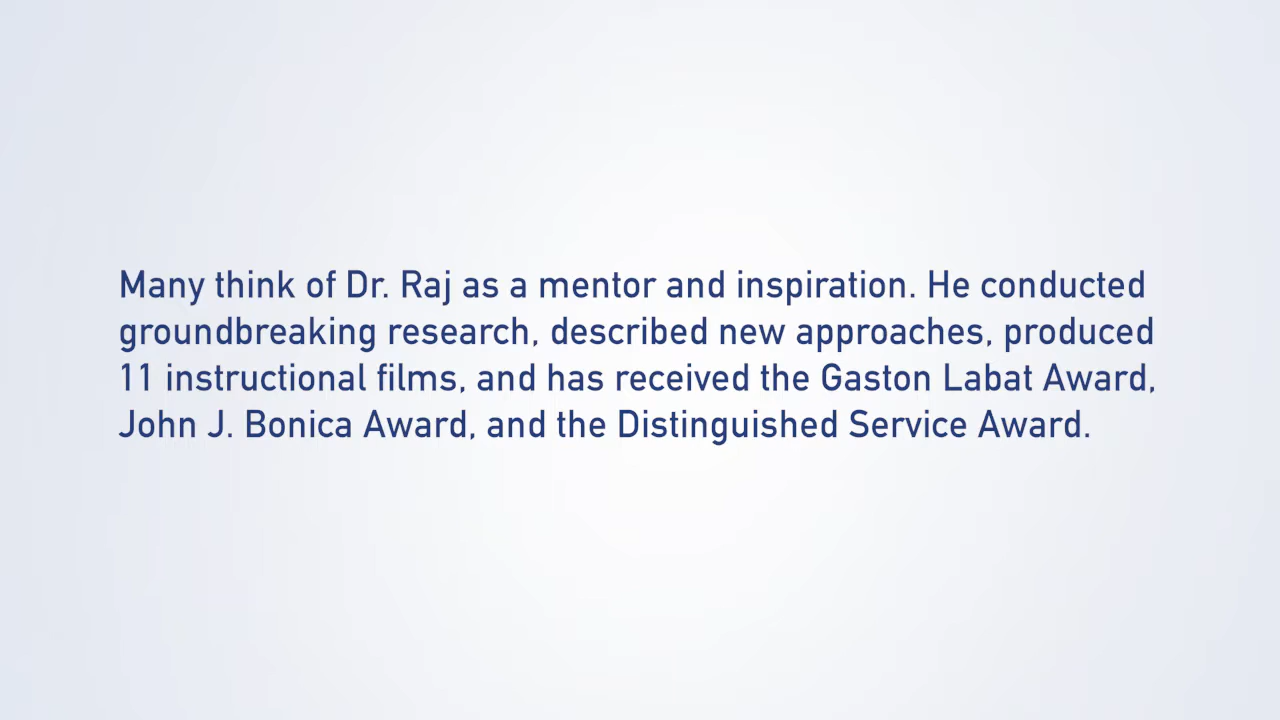 Many think of Dr. Raj as a mentor and inspiration. He conducted
groundbreaking research, described new approaches, produced
11 instructional films, and has received the Gaston Labat Award,
John J. Bonica Award, and the Distinguished Service Award.